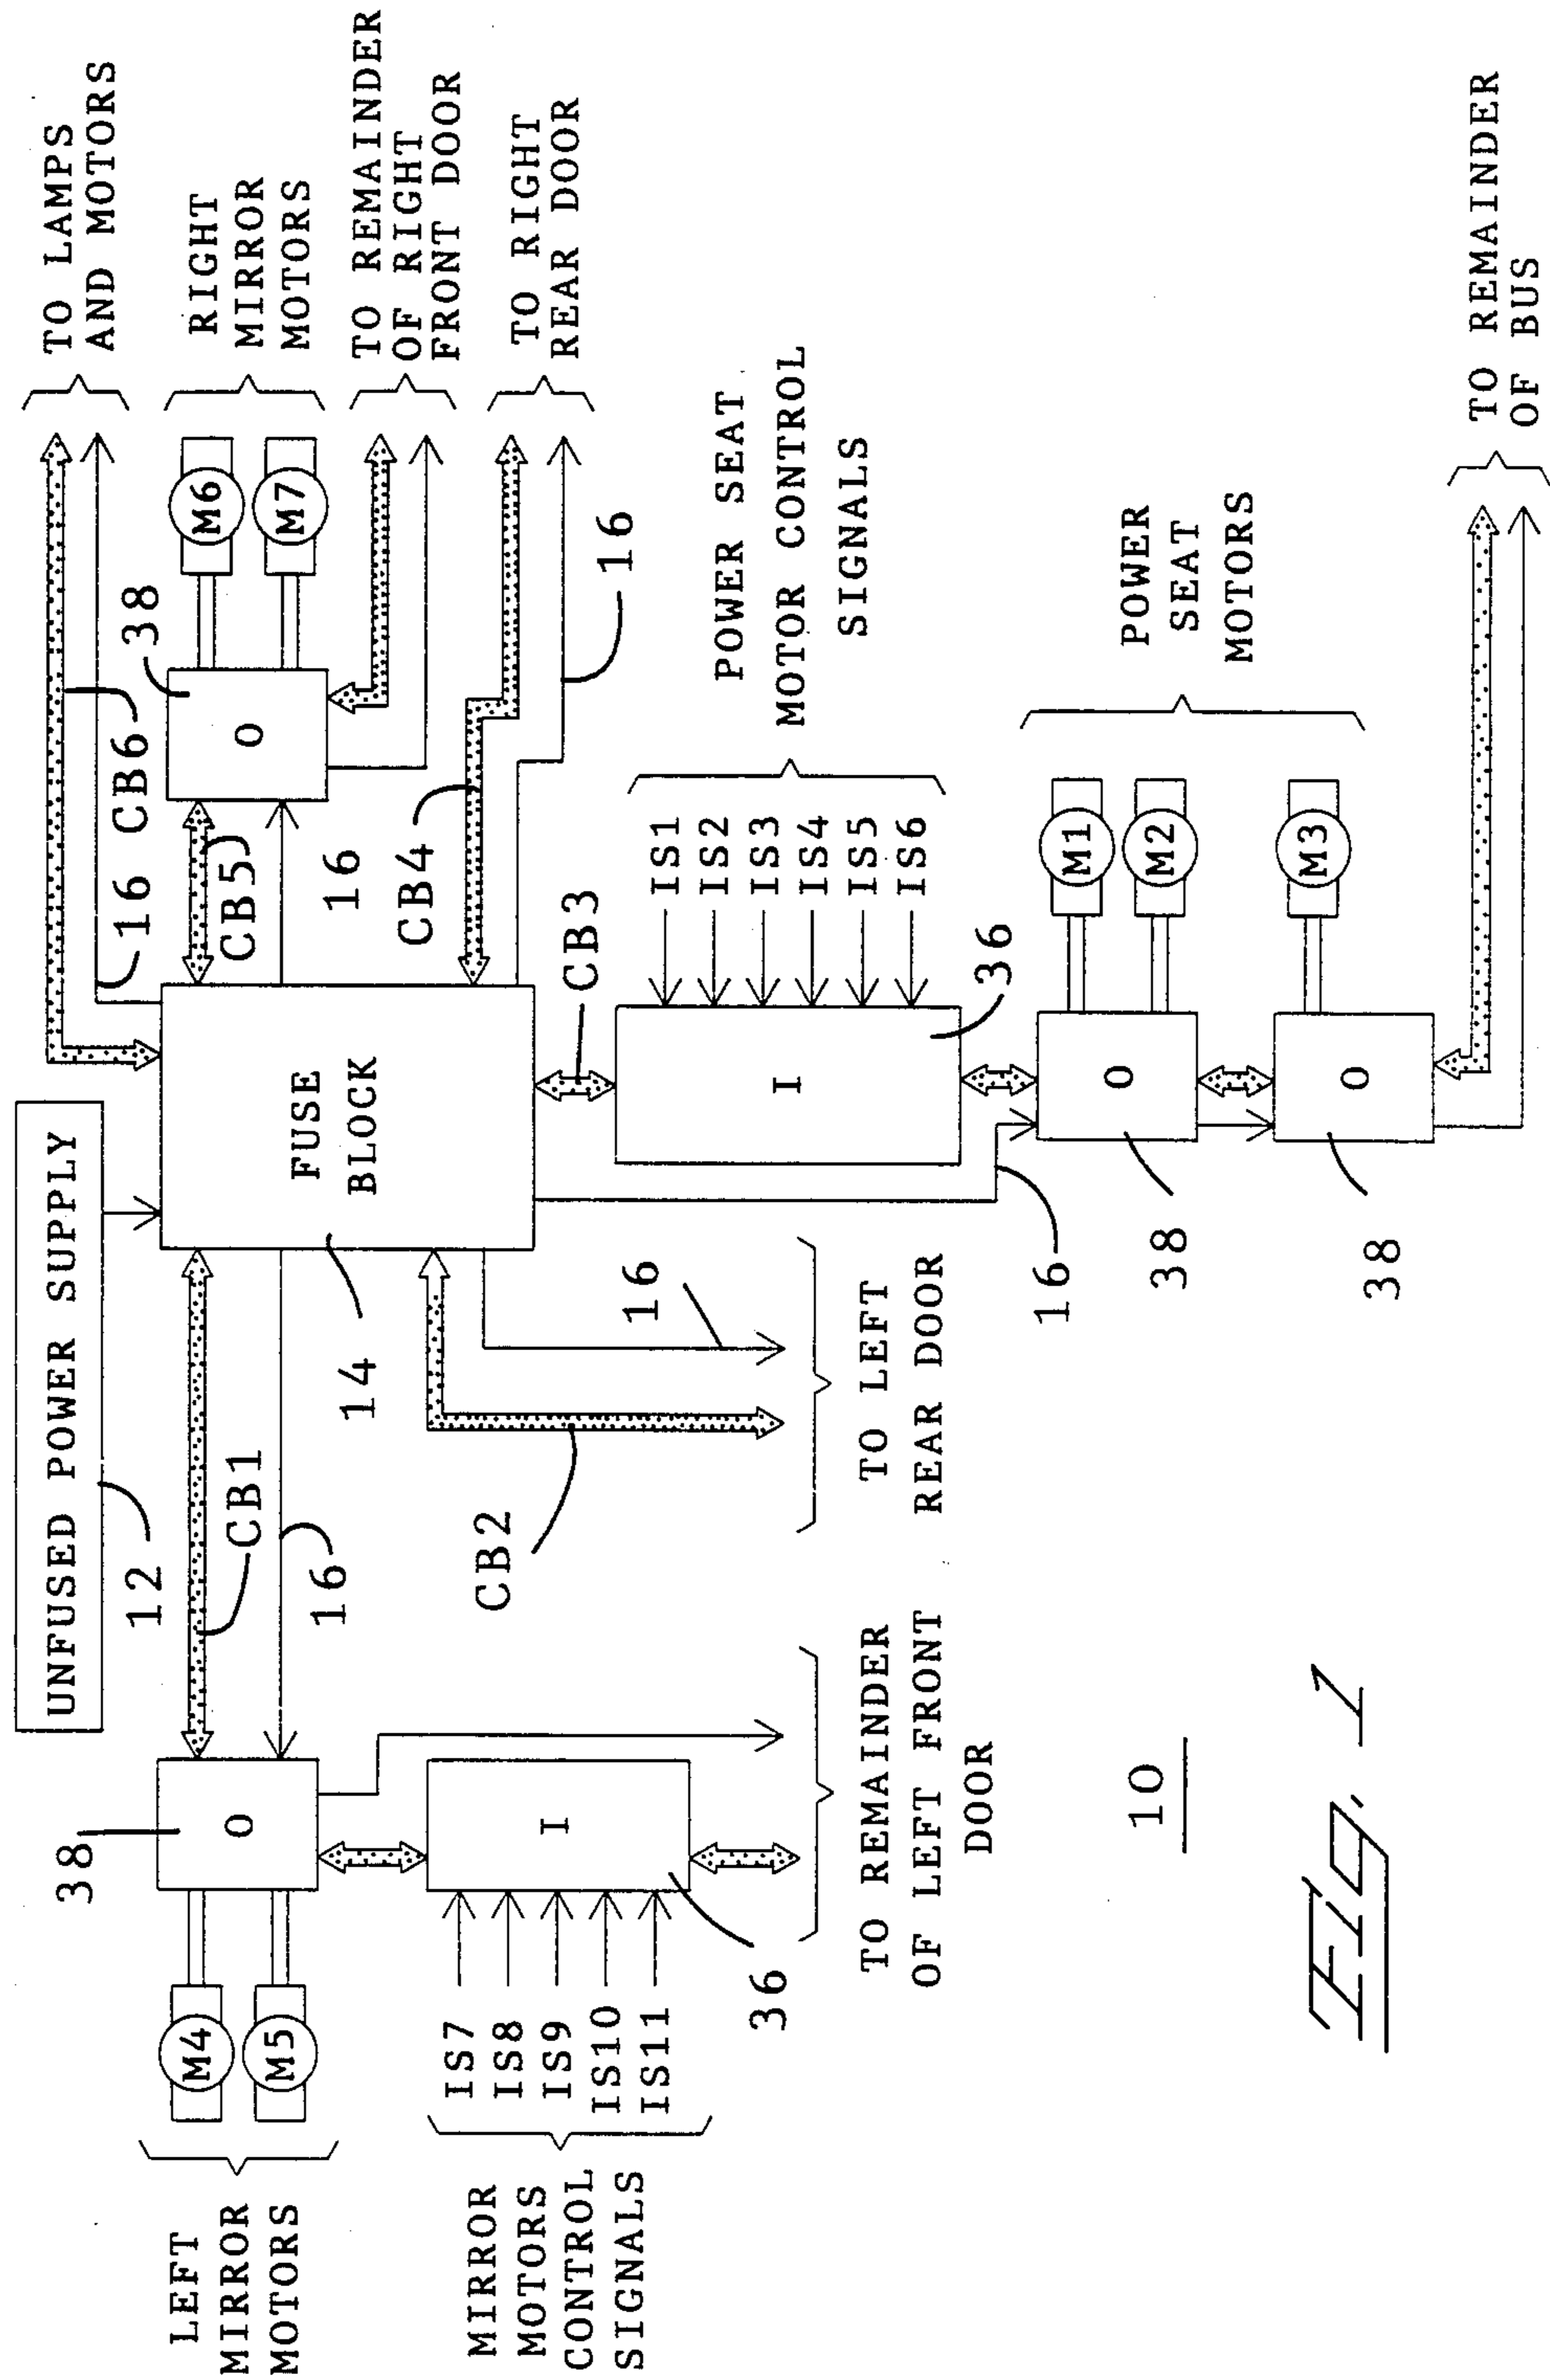 UNFUSED POWER SUPPLY
12
TO LAMPS
AND MOTORS
LEFT
MIRROR
MOTORS
M4
M5
38
O
CB1
16
FUSE
BLOCK
14
16
CB6
CB5
38
O
M6
M7
RIGHT
MIRROR
MOTORS
16
TO REMAINDER
OF RIGHT
FRONT DOOR
CB4
16
TO RIGHT
REAR DOOR
MIRROR
MOTORS
CONTROL
SIGNALS
IS7
IS8
IS9
IS10
IS11
I
36
CB2
16
CB3
I
36
IS1
IS2
IS3
IS4
IS5
IS6
POWER SEAT
MOTOR CONTROL
SIGNALS
TO REMAINDER
OF LEFT FRONT
DOOR
TO LEFT
REAR DOOR
16
38
O
M1
M2
POWER
SEAT
MOTORS
38
O
M3
TO REMAINDER
OF BUS
10
Fig. 1